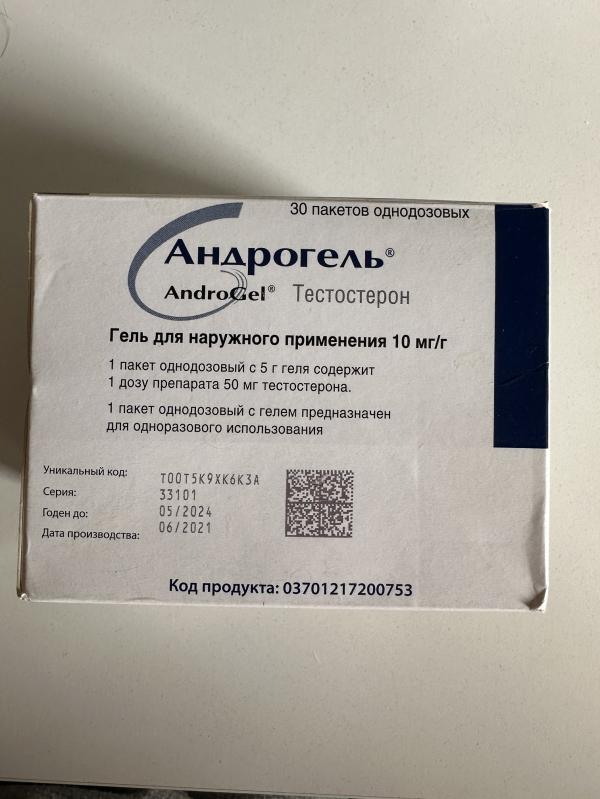 30 пакетов однодозовых
Андрогель®
AndroGel® Тестостерон
Гель для наружного применения 10 мг/г
1 пакет однодозовый с 5 г геля содержит
1 дозу препарата 50 мг тестостерона.
1 пакет однодозовый с гелем предназначен
для одноразового использования
Уникальный код: T00T5K9XK6K3A
Серия: 33101
Годен до: 05/2024
Дата производства: 06/2021
Код продукта: 03701217200753